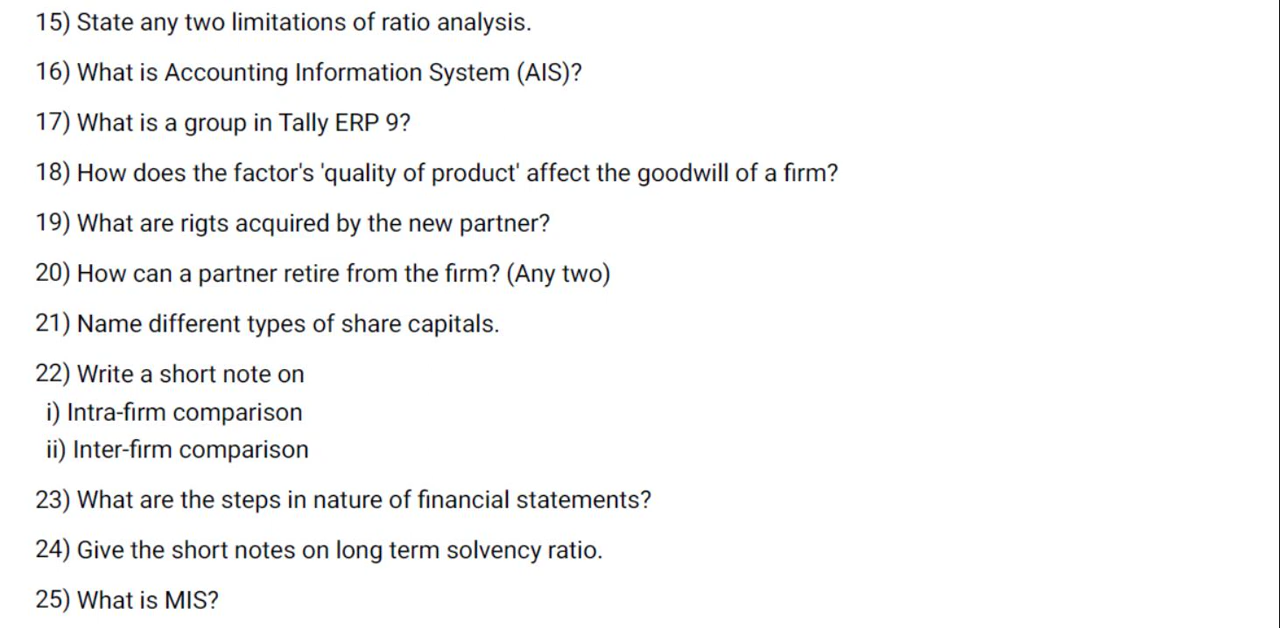 15) State any two limitations of ratio analysis.
16) What is Accounting Information System (AIS)?
17) What is a group in Tally ERP 9?
18) How does the factor's 'quality of product' affect the goodwill of a firm?
19) What are rigts acquired by the new partner?
20) How can a partner retire from the firm? (Any two)
21) Name different types of share capitals.
22) Write a short note on
i) Intra-firm comparison
ii) Inter-firm comparison
23) What are the steps in nature of financial statements?
24) Give the short notes on long term solvency ratio.
25) What is MIS?